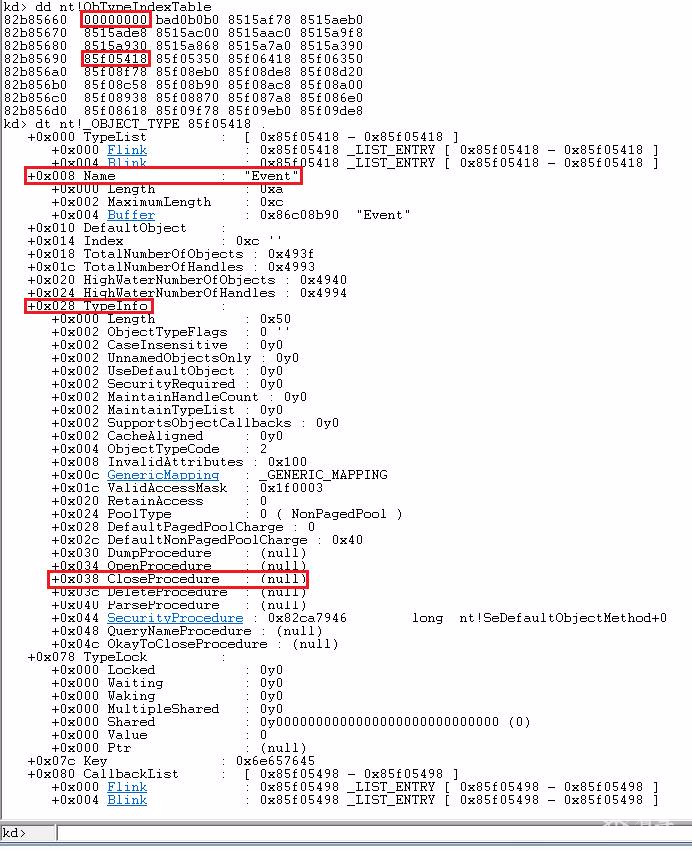 kd> dd nt!ObTypeIndexTable
82b85660 00000000 bad0b0b0 8515af78 8515aeb0
82b85670 8515ade8 8515ac00 8515aac0 8515a9f8
82b85680 8515a930 8515a868 8515a7a0 8515a390
82b85690 85f05418 85f05350 85f06418 85f06350
82b856a0 85f08f78 85f08eb0 85f08de8 85f08d20
82b856b0 85f08c58 85f08b90 85f08ac8 85f08a00
82b856c0 85f08938 85f08870 85f087a8 85f086e0
82b856d0 85f08618 85f09f78 85f09eb0 85f09de8
kd> dt nt!_OBJECT_TYPE 85f05418 .
+0x000 TypeList : [ 0x85f05418 - 0x85f05418 ]
+0x000 Flink : 0x85f05418 _LIST_ENTRY [ 0x85f05418 - 0x85f05418 ]
+0x004 Blink : 0x85f05418 _LIST_ENTRY [ 0x85f05418 - 0x85f05418 ]
+0x008 Name : "Event"
+0x000 Length : 0xa
+0x002 MaximumLength : 0xc
+0x004 Buffer : 0x86c08b90 "Event"
+0x010 DefaultObject :
+0x014 Index : 0xc ''
+0x018 TotalNumberOfObjects : 0x493f
+0x01c TotalNumberOfHandles : 0x4993
+0x020 HighWaterNumberOfObjects : 0x4940
+0x024 HighWaterNumberOfHandles : 0x4994
+0x028 TypeInfo :
+0x000 Length : 0x50
+0x002 ObjectTypeFlags : 0 ''
+0x002 CaseInsensitive : 0y0
+0x002 UnnamedObjectsOnly : 0y0
+0x002 UseDefaultObject : 0y0
+0x002 SecurityRequired : 0y0
+0x002 MaintainHandleCount : 0y0
+0x002 MaintainTypeList : 0y0
+0x002 SupportsObjectCallbacks : 0y0
+0x002 CacheAligned : 0y0
+0x004 ObjectTypeCode : 2
+0x008 InvalidAttributes : 0x100
+0x00c GenericMapping : _GENERIC_MAPPING
+0x01c ValidAccessMask : 0x1f0003
+0x020 RetainAccess : 0
+0x024 PoolType : 0 ( NonPagedPool )
+0x028 DefaultPagedPoolCharge : 0
+0x02c DefaultNonPagedPoolCharge : 0x40
+0x030 DumpProcedure : (null)
+0x034 OpenProcedure : (null)
+0x038 CloseProcedure : (null)
+0x03c DeleteProcedure : (null)
+0x040 ParseProcedure : (null)
+0x044 SecurityProcedure : 0x82ca7946 long nt!SeDefaultObjectMethod+0
+0x048 QueryNameProcedure : (null)
+0x04c OkayToCloseProcedure : (null)
+0x078 TypeLock :
+0x000 Locked : 0y0
+0x000 Waiting : 0y0
+0x000 Waking : 0y0
+0x000 MultipleShared : 0y0
+0x000 Shared : 0y0000000000000000000000000000 (0)
+0x000 Value : 0
+0x000 Ptr : (null)
+0x07c Key : 0x6e657645
+0x080 CallbackList : [ 0x85f05498 - 0x85f05498 ]
+0x000 Flink : 0x85f05498 _LIST_ENTRY [ 0x85f05498 - 0x85f05498 ]
+0x004 Blink : 0x85f05498 _LIST_ENTRY [ 0x85f05498 - 0x85f05498 ]
kd>